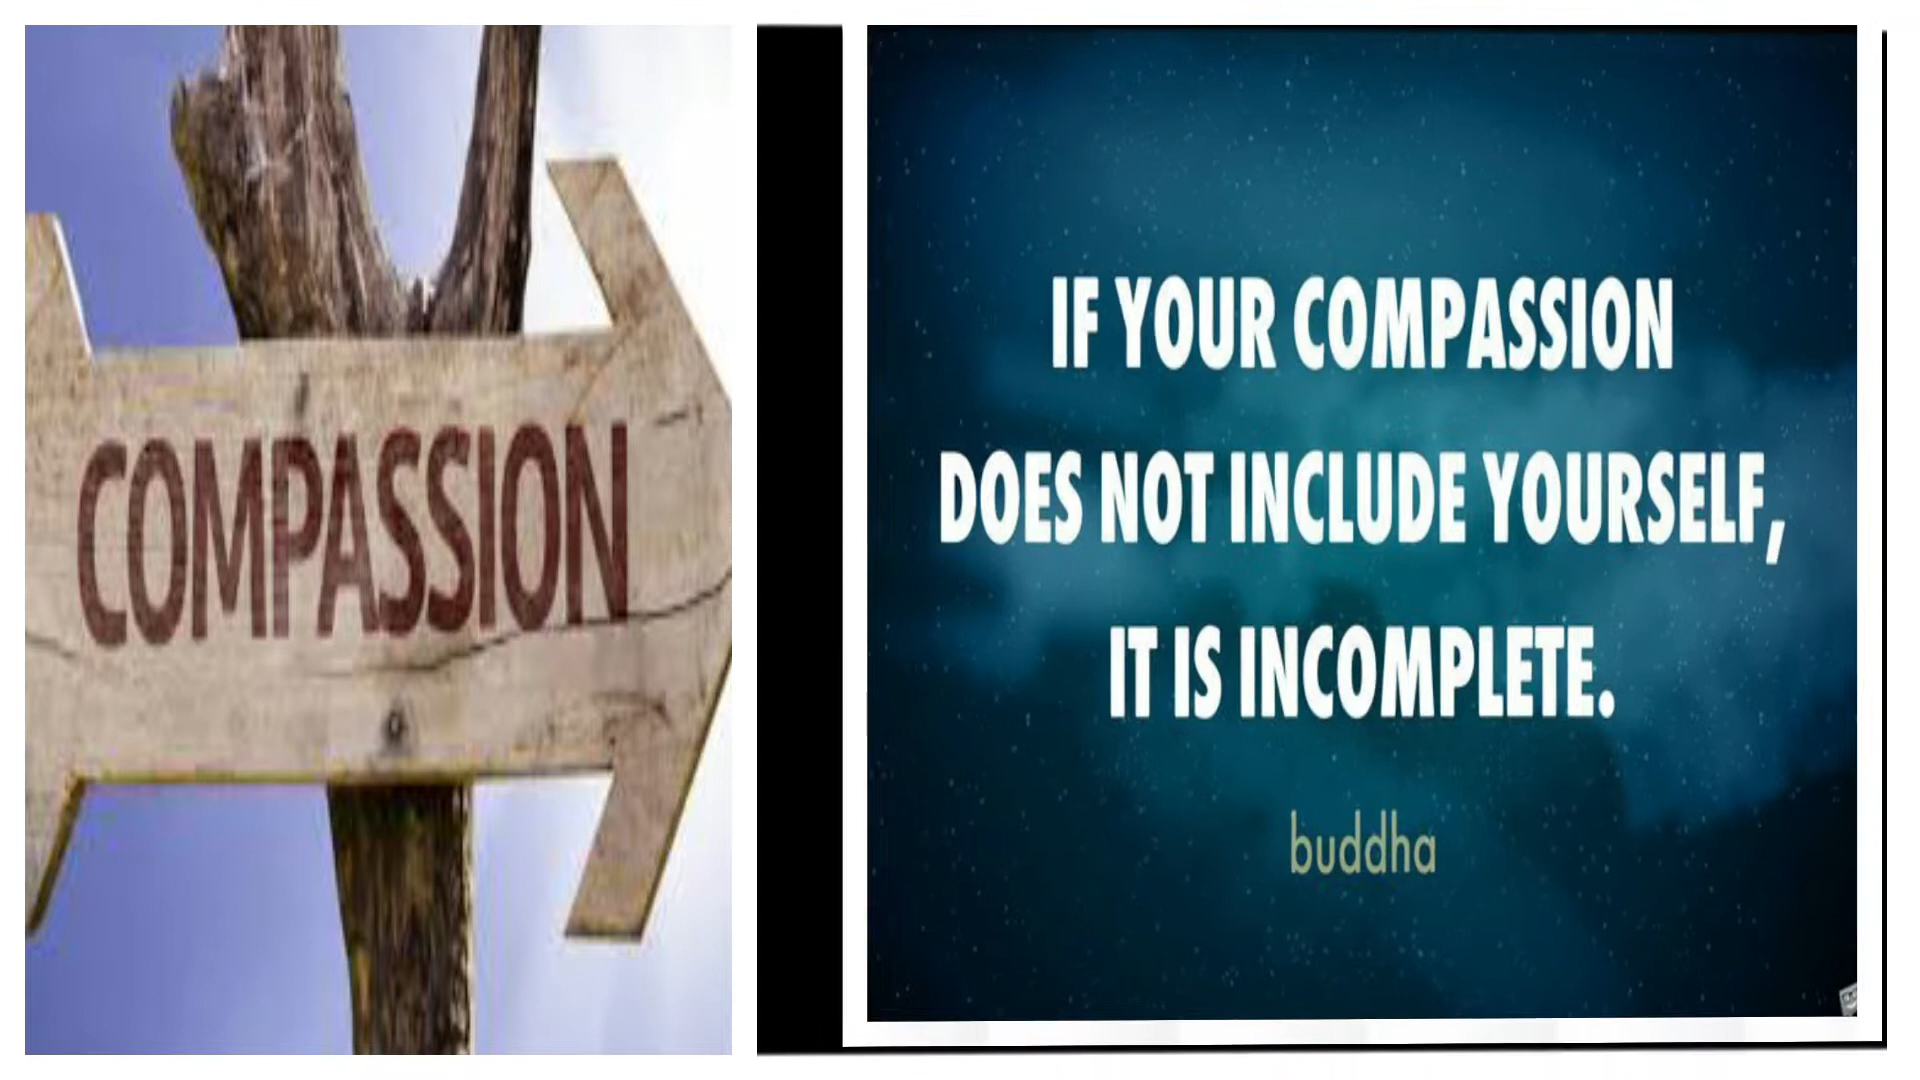 COMPASSION
IF YOUR COMPASSION
DOES NOT INCLUDE YOURSELF,
IT IS INCOMPLETE.
buddha